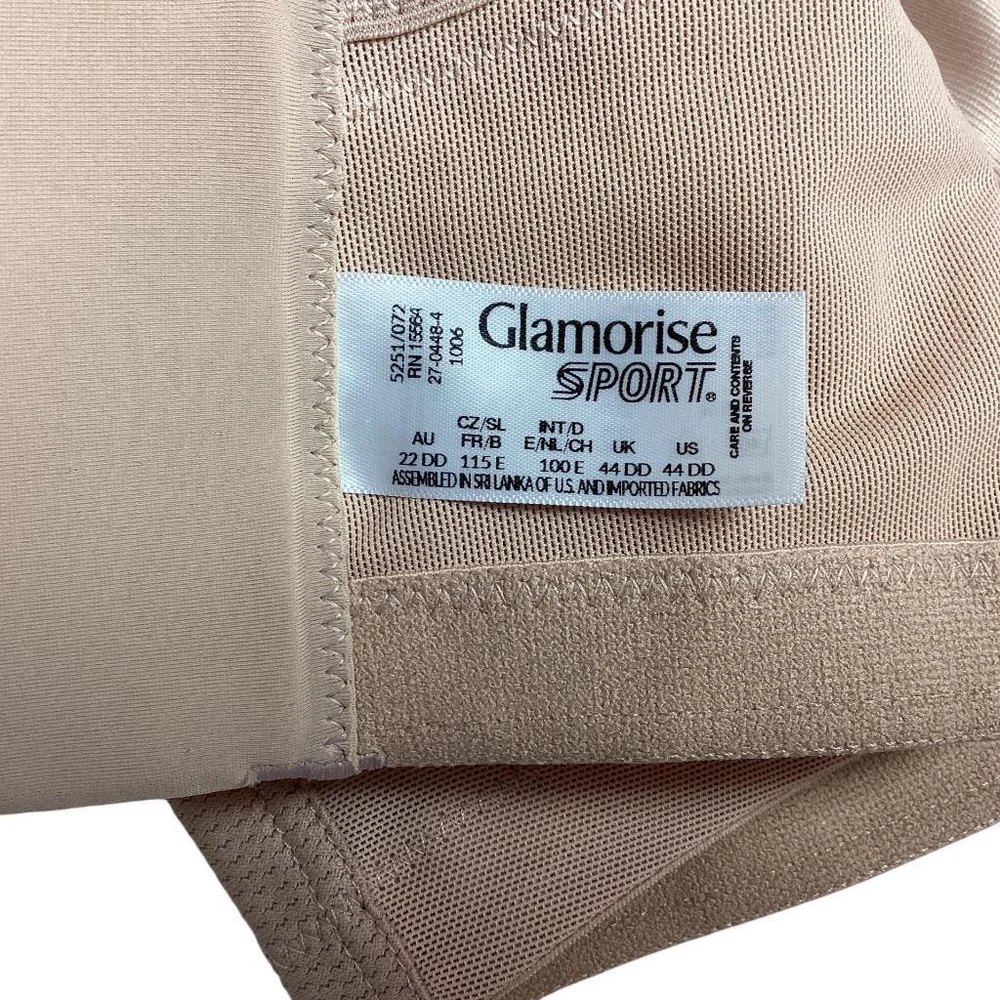 5251/072
RN 15564
27-0448-4
1006
Glamorise
SPORT®
CARE AND CONTENTS
ON REVERSE
CZ/SL INT/D
AU FR/B E/NL/CH UK US
22 DD 115 E 100 E 44 DD 44 DD
ASSEMBLED IN SRI LANKA OF U.S. AND IMPORTED FABRICS